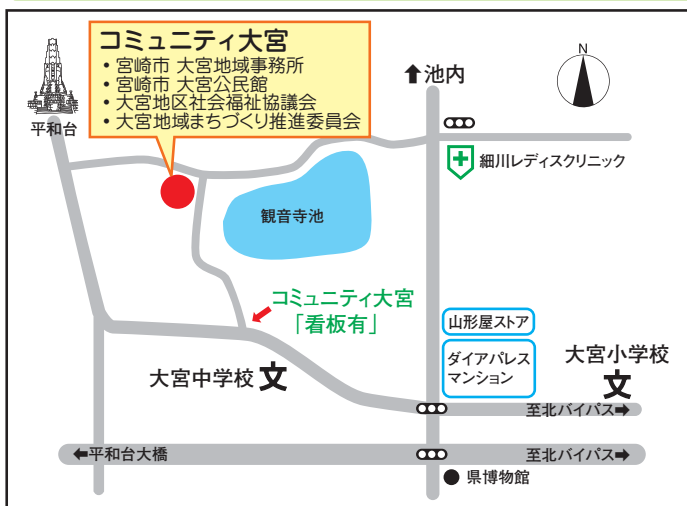 コミュニティ大宮
・宮崎市 大宮地域事務所
・宮崎市 大宮公民館
・大宮地区社会福祉協議会
・大宮地域まちづくり推進委員会
平和台
↑池内
N
細川レディスクリニック
観音寺池
コミュニティ大宮
「看板有」
山形屋ストア
ダイアパレス
マンション
大宮小学校
文
大宮中学校 文
至北バイパス→
←平和台大橋
至北バイパス→
● 県博物館